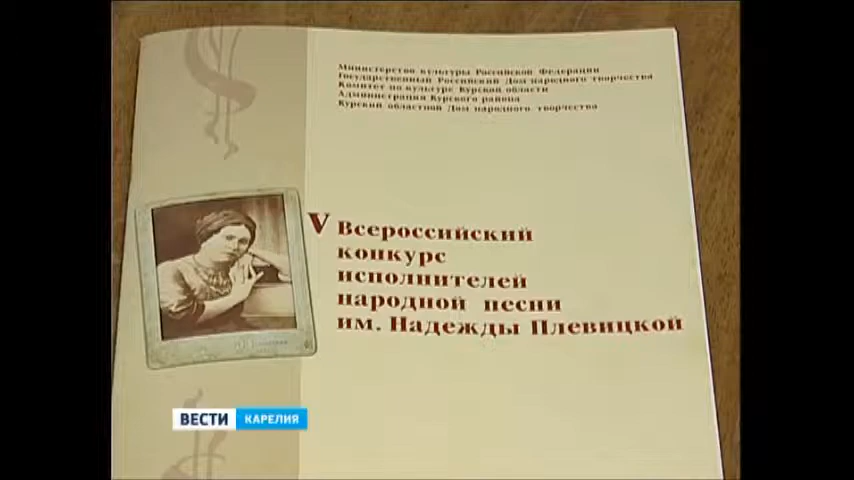 Министерство культуры Российской Федерации
Государственный Российский Дом народного творчества
Комитет по культуре Курской области
Администрация Курского района
Курский областной Дом народного творчества
V Всероссийский
конкурс
исполнителей
народной песни
им. Надежды Плевицкой
ВЕСТИ КАРЕЛИЯ